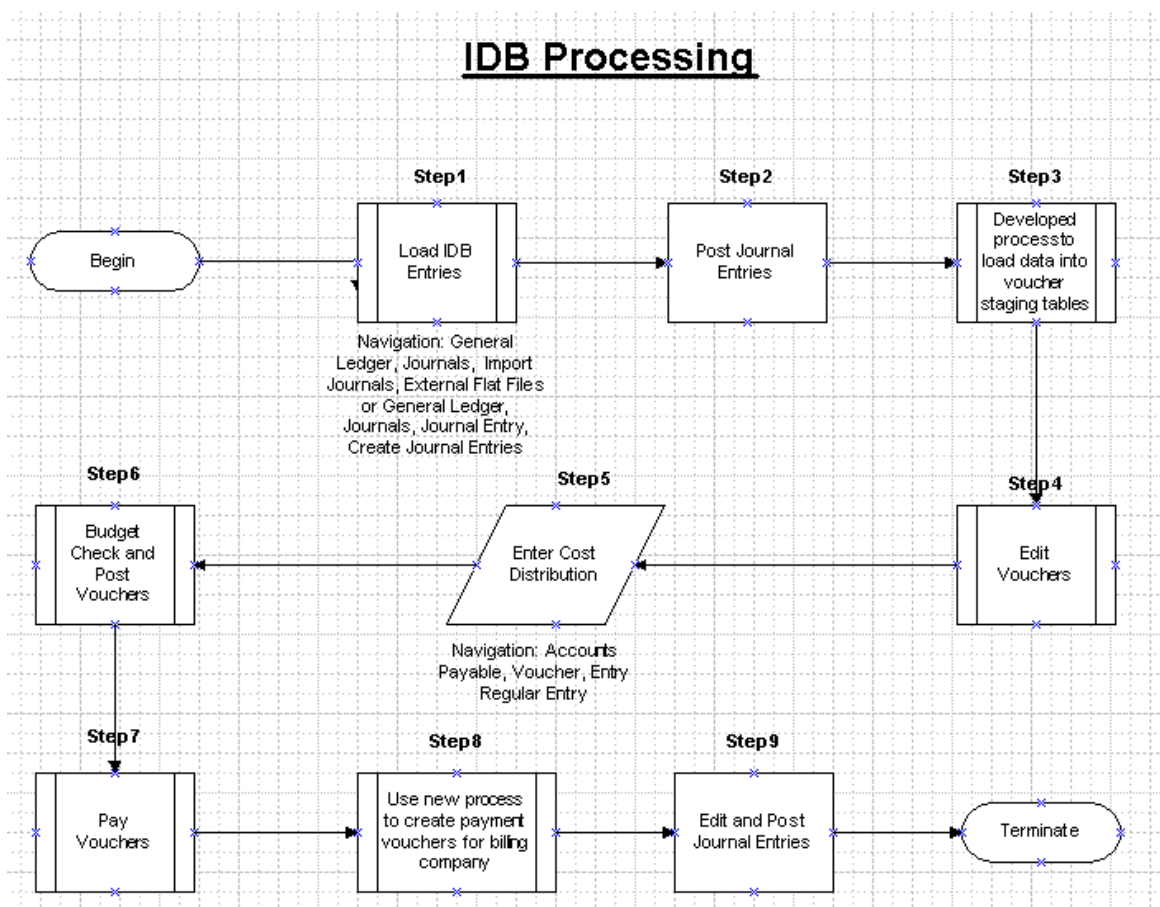 IDB Processing
Step1
Step2
Step3
Begin
Load IDB
Entries
Post Journal
Entries
Developed
process to
load data into
voucher
staging tables
Navigation: General
Ledger, Journals, Import
Journals, External Flat Files
or General Ledger,
Journals, Journal Entry,
Create Journal Entries
Step6
Step5
Step4
Budget
Check and
Post
Vouchers
Enter Cost
Distribution
Edit
Vouchers
Navigation: Accounts
Payable, Voucher, Entry
Regular Entry
Step7
Step8
Step9
Pay
Vouchers
Use new process
to create payment
vouchers for billing
company
Edit and Post
Journal Entries
Terminate